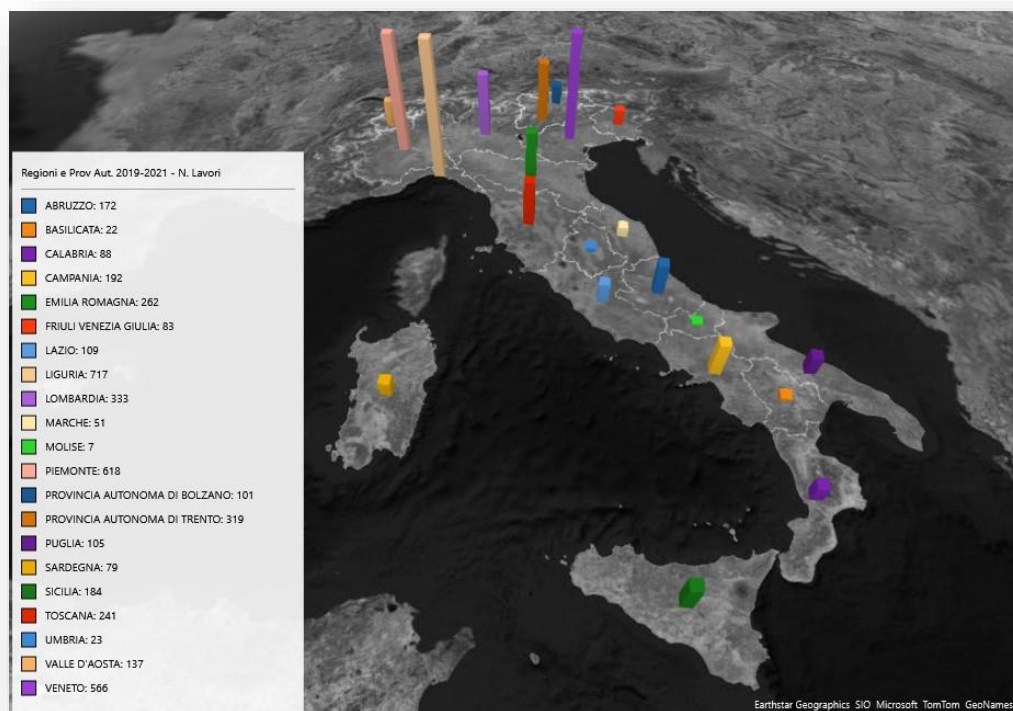 Regioni e Prov Aut. 2019-2021 - N. Lavori
ABRUZZO: 172
BASILICATA: 22
CALABRIA: 88
CAMPANIA: 192
EMILIA ROMAGNA: 262
FRIULI VENEZIA GIULIA: 83
LAZIO: 109
LIGURIA: 717
LOMBARDIA: 333
MARCHE: 51
MOLISE: 7
PIEMONTE: 618
PROVINCIA AUTONOMA DI BOLZANO: 101
PROVINCIA AUTONOMA DI TRENTO: 319
PUGLIA: 105
SARDEGNA: 79
SICILIA: 184
TOSCANA: 241
UMBRIA: 23
VALLE D'AOSTA: 137
VENETO: 566
Earthstar Geographics SIO Microsoft TomTom GeoNames